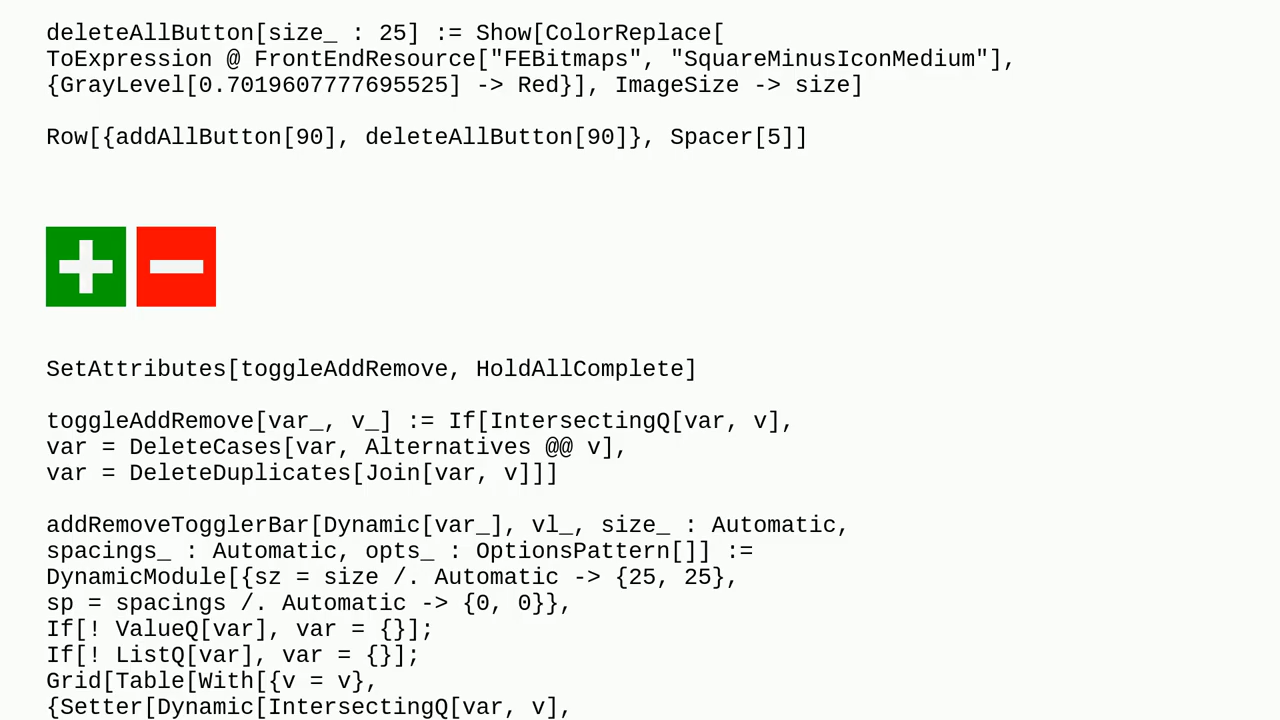 deleteAllButton[size_ : 25] := Show[ColorReplace[
ToExpression @ FrontEndResource["FEBitmaps", "SquareMinusIconMedium"],
{GrayLevel[0.7019607777695525] -> Red}], ImageSize -> size]
Row[{addAllButton[90], deleteAllButton[90]}, Spacer[5]]
SetAttributes[toggleAddRemove, HoldAllComplete]
toggleAddRemove[var_, v_] := If[IntersectingQ[var, v],
var = DeleteCases[var, Alternatives @@ v],
var = DeleteDuplicates[Join[var, v]]]
addRemoveTogglerBar[Dynamic[var_], vl_, size_ : Automatic,
spacings_ : Automatic, opts_ : OptionsPattern[]] :=
DynamicModule[{sz = size /. Automatic -> {25, 25},
sp = spacings /. Automatic -> {0, 0}},
If[! ValueQ[var], var = {}];
If[! ListQ[var], var = {}];
Grid[Table[With[{v = v},
{Setter[Dynamic[IntersectingQ[var, v],